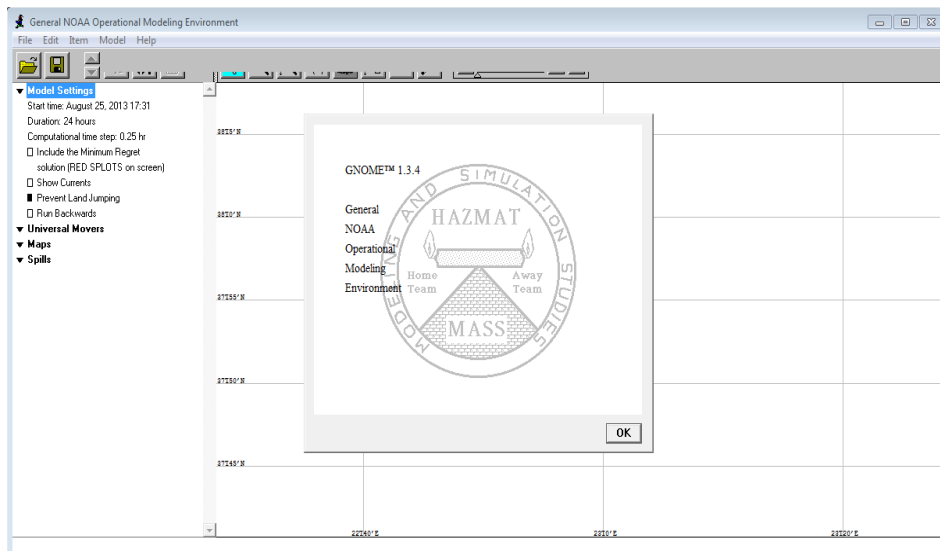 General NOAA Operational Modeling Environment
File Edit Item Model Help
Model Settings
Start time: August 25, 2013 17:31
Duration: 24 hours
Computational time step: 0.25 hr
Include the Minimum Regret
solution (RED SPLOTS on screen)
Show Currents
Prevent Land Jumping
Run Backwards
Universal Movers
Maps
Spills
GNOME™ 1.3.4
General
NOAA
Operational
Modeling
Environment
MODELING AND SIMULATION STUDIES
HAZMAT
Home Team
Away Team
MASS
OK